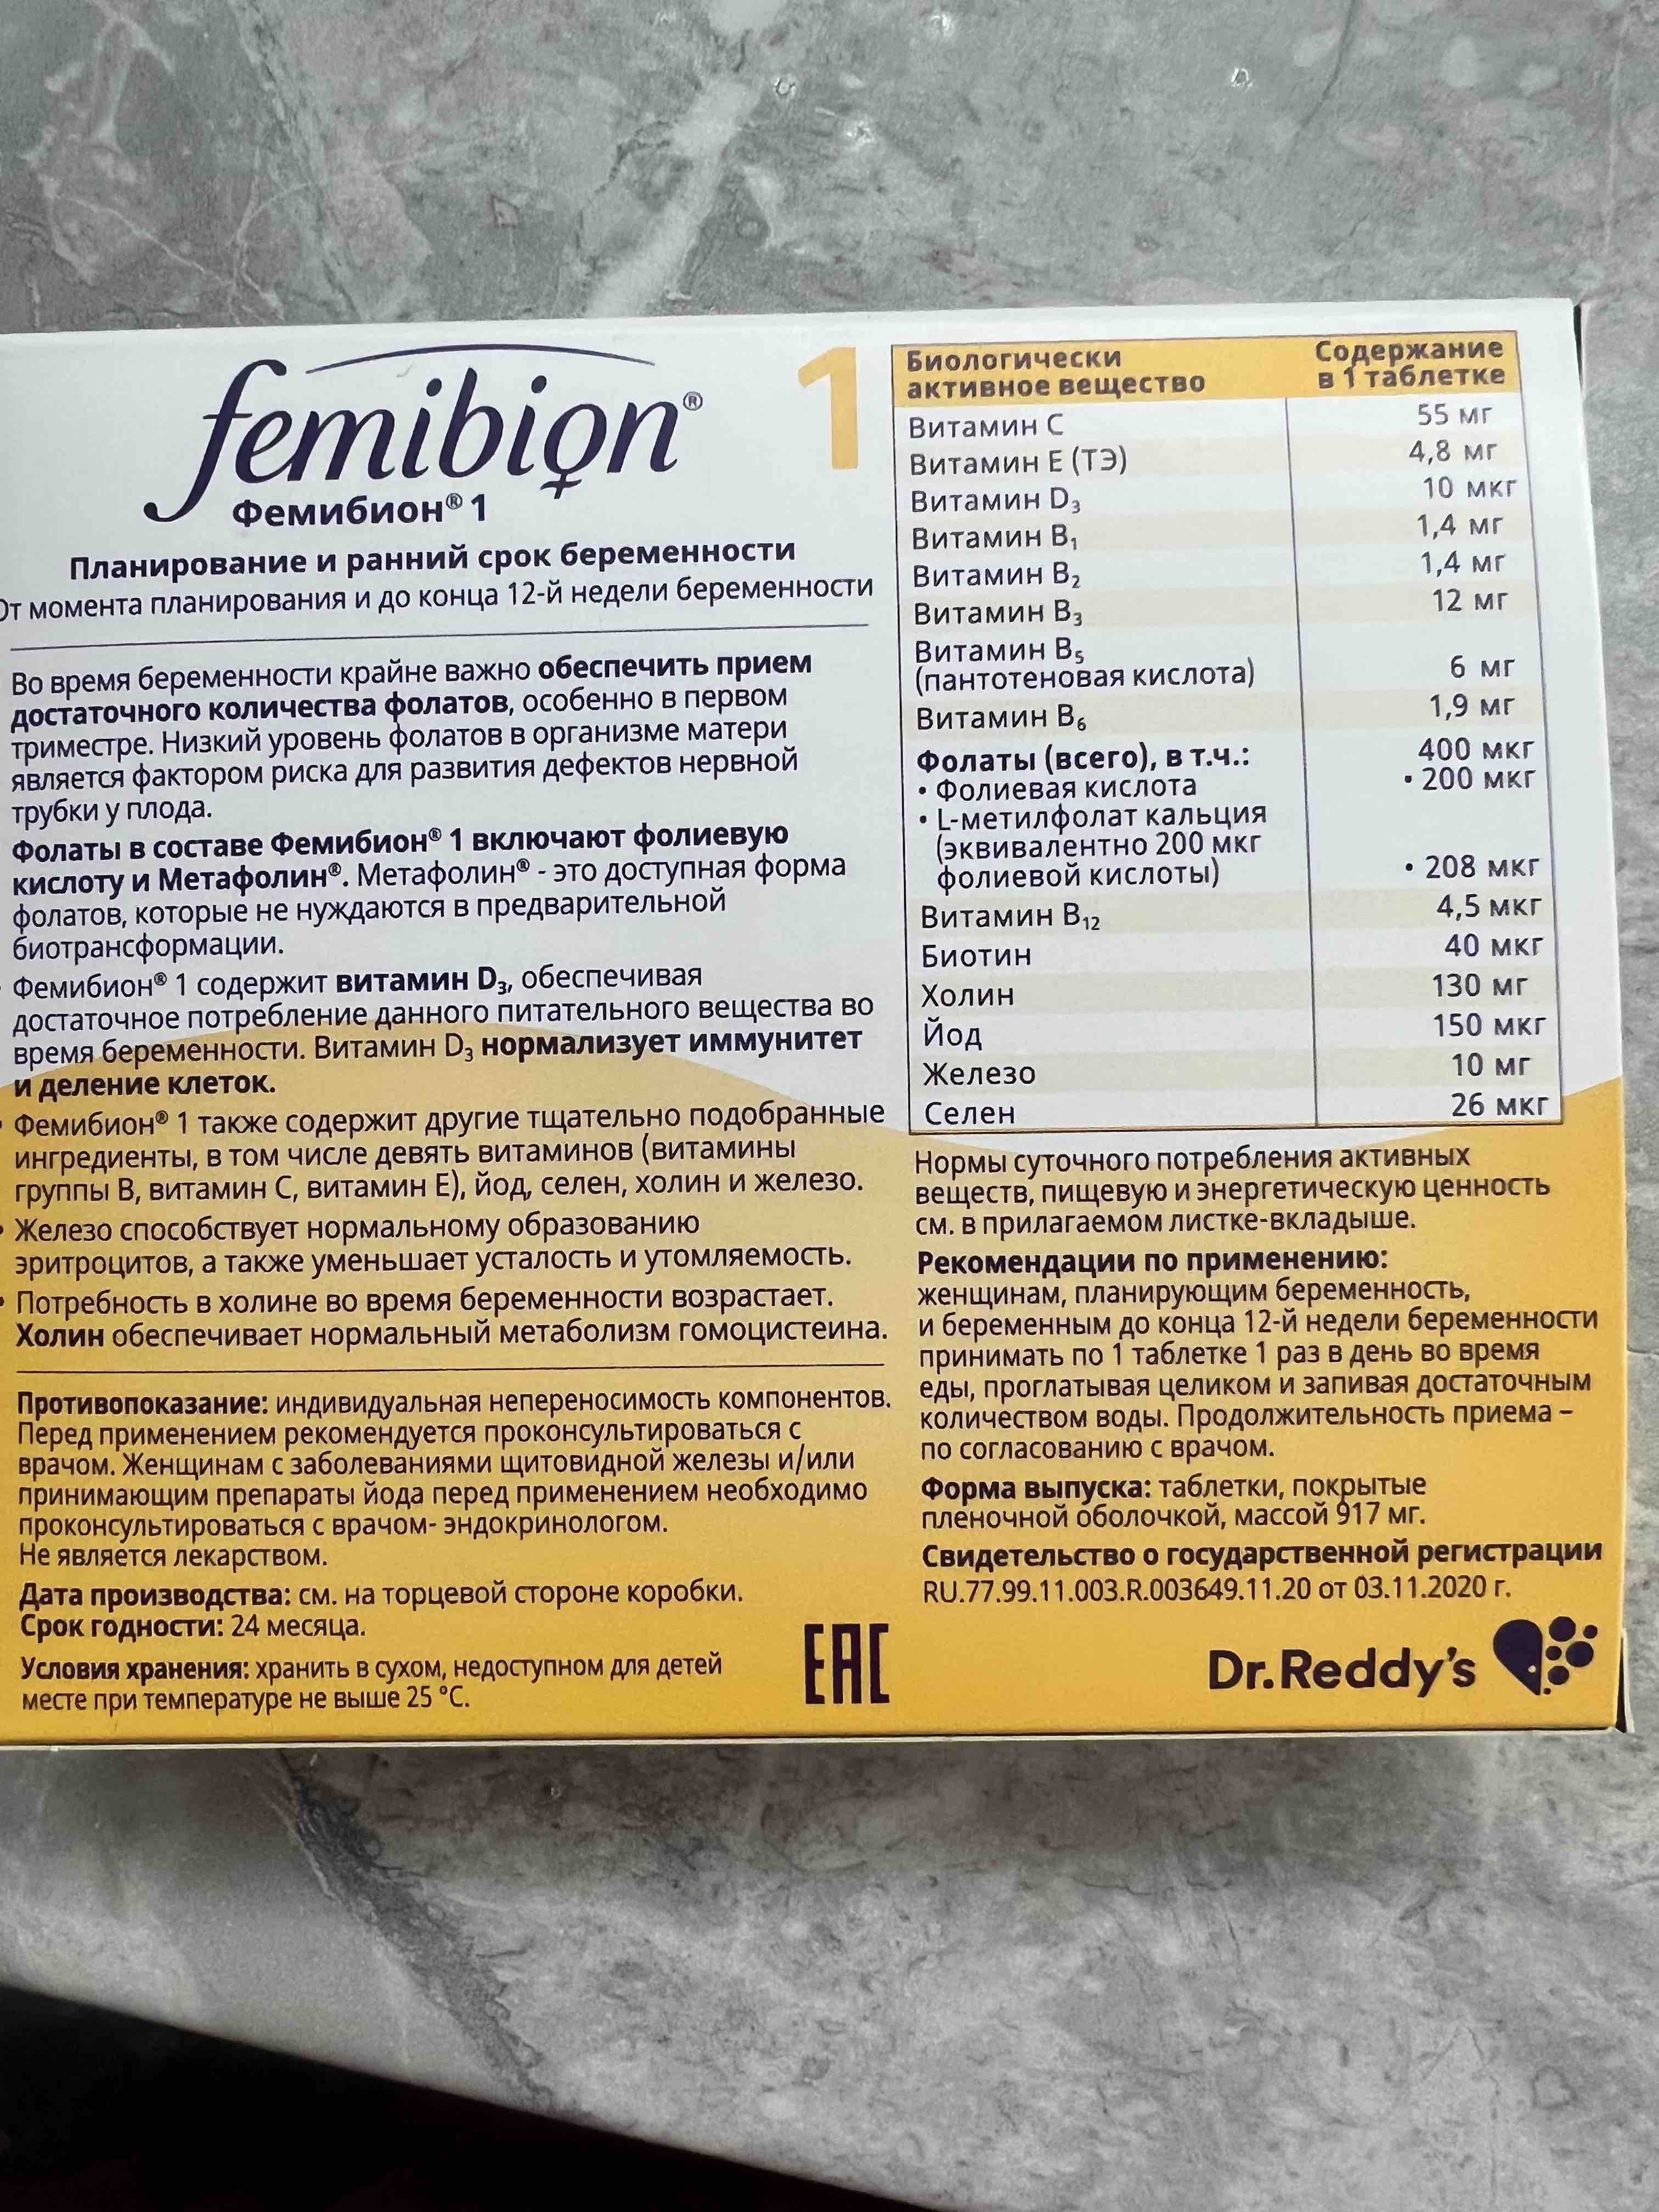 femibion® 1
Фемибион® 1
Планирование и ранний срок беременности
От момента планирования и до конца 12-й недели беременности
Во время беременности крайне важно обеспечить прием
достаточного количества фолатов, особенно в первом
триместре. Низкий уровень фолатов в организме матери
является фактором риска для развития дефектов нервной
трубки у плода.
Фолаты в составе Фемибион® 1 включают фолиевую
кислоту и Метафолин®. Метафолин® - это доступная форма
фолатов, которые не нуждаются в предварительной
биотрансформации.
Фемибион® 1 содержит витамин D₃, обеспечивая
достаточное потребление данного питательного вещества во
время беременности. Витамин D₃ нормализует иммунитет
и деление клеток.
• Фемибион® 1 также содержит другие тщательно подобранные
ингредиенты, в том числе девять витаминов (витамины
группы B, витамин C, витамин E), йод, селен, холин и железо.
• Железо способствует нормальному образованию
эритроцитов, а также уменьшает усталость и утомляемость.
• Потребность в холине во время беременности возрастает.
Холин обеспечивает нормальный метаболизм гомоцистеина.
Противопоказание: индивидуальная непереносимость компонентов.
Перед применением рекомендуется проконсультироваться с
врачом. Женщинам с заболеваниями щитовидной железы и/или
принимающим препараты йода перед применением необходимо
проконсультироваться с врачом- эндокринологом.
Не является лекарством.
Дата производства: см. на торцевой стороне коробки.
Срок годности: 24 месяца.
Условия хранения: хранить в сухом, недоступном для детей
месте при температуре не выше 25 °C.
EAC
Биологически Содержание
активное вещество в 1 таблетке
Витамин C 55 мг
Витамин E (ТЭ) 4,8 мг
Витамин D₃ 10 мкг
Витамин B₁ 1,4 мг
Витамин B₂ 1,4 мг
Витамин B₃ 12 мг
Витамин B₅
(пантотеновая кислота) 6 мг
Витамин B₆ 1,9 мг
Фолаты (всего), в т.ч.: 400 мкг
• Фолиевая кислота • 200 мкг
• L-метилфолат кальция
(эквивалентно 200 мкг
фолиевой кислоты) • 208 мкг
Витамин B₁₂ 4,5 мкг
Биотин 40 мкг
Холин 130 мг
Йод 150 мкг
Железо 10 мг
Селен 26 мкг
Нормы суточного потребления активных
веществ, пищевую и энергетическую ценность
см. в прилагаемом листке-вкладыше.
Рекомендации по применению:
женщинам, планирующим беременность,
и беременным до конца 12-й недели беременности
принимать по 1 таблетке 1 раз в день во время
еды, проглатывая целиком и запивая достаточным
количеством воды. Продолжительность приема –
по согласованию с врачом.
Форма выпуска: таблетки, покрытые
пленочной оболочкой, массой 917 мг.
Свидетельство о государственной регистрации
RU.77.99.11.003.R.003649.11.20 от 03.11.2020 г.
Dr.Reddy's